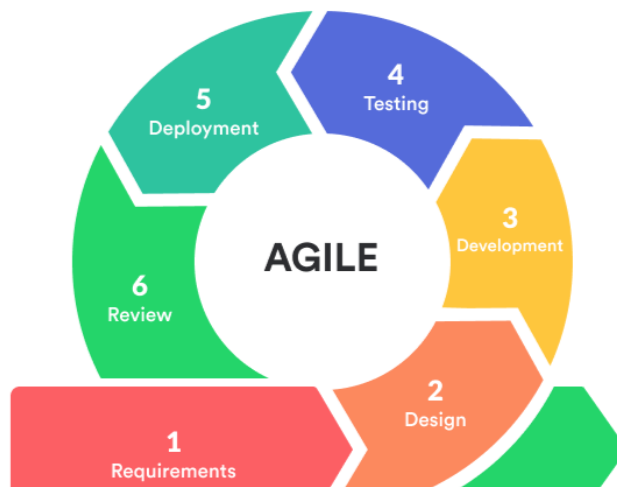 4
Testing
5
Deployment
3
Development
AGILE
6
Review
2
Design
1
Requirements